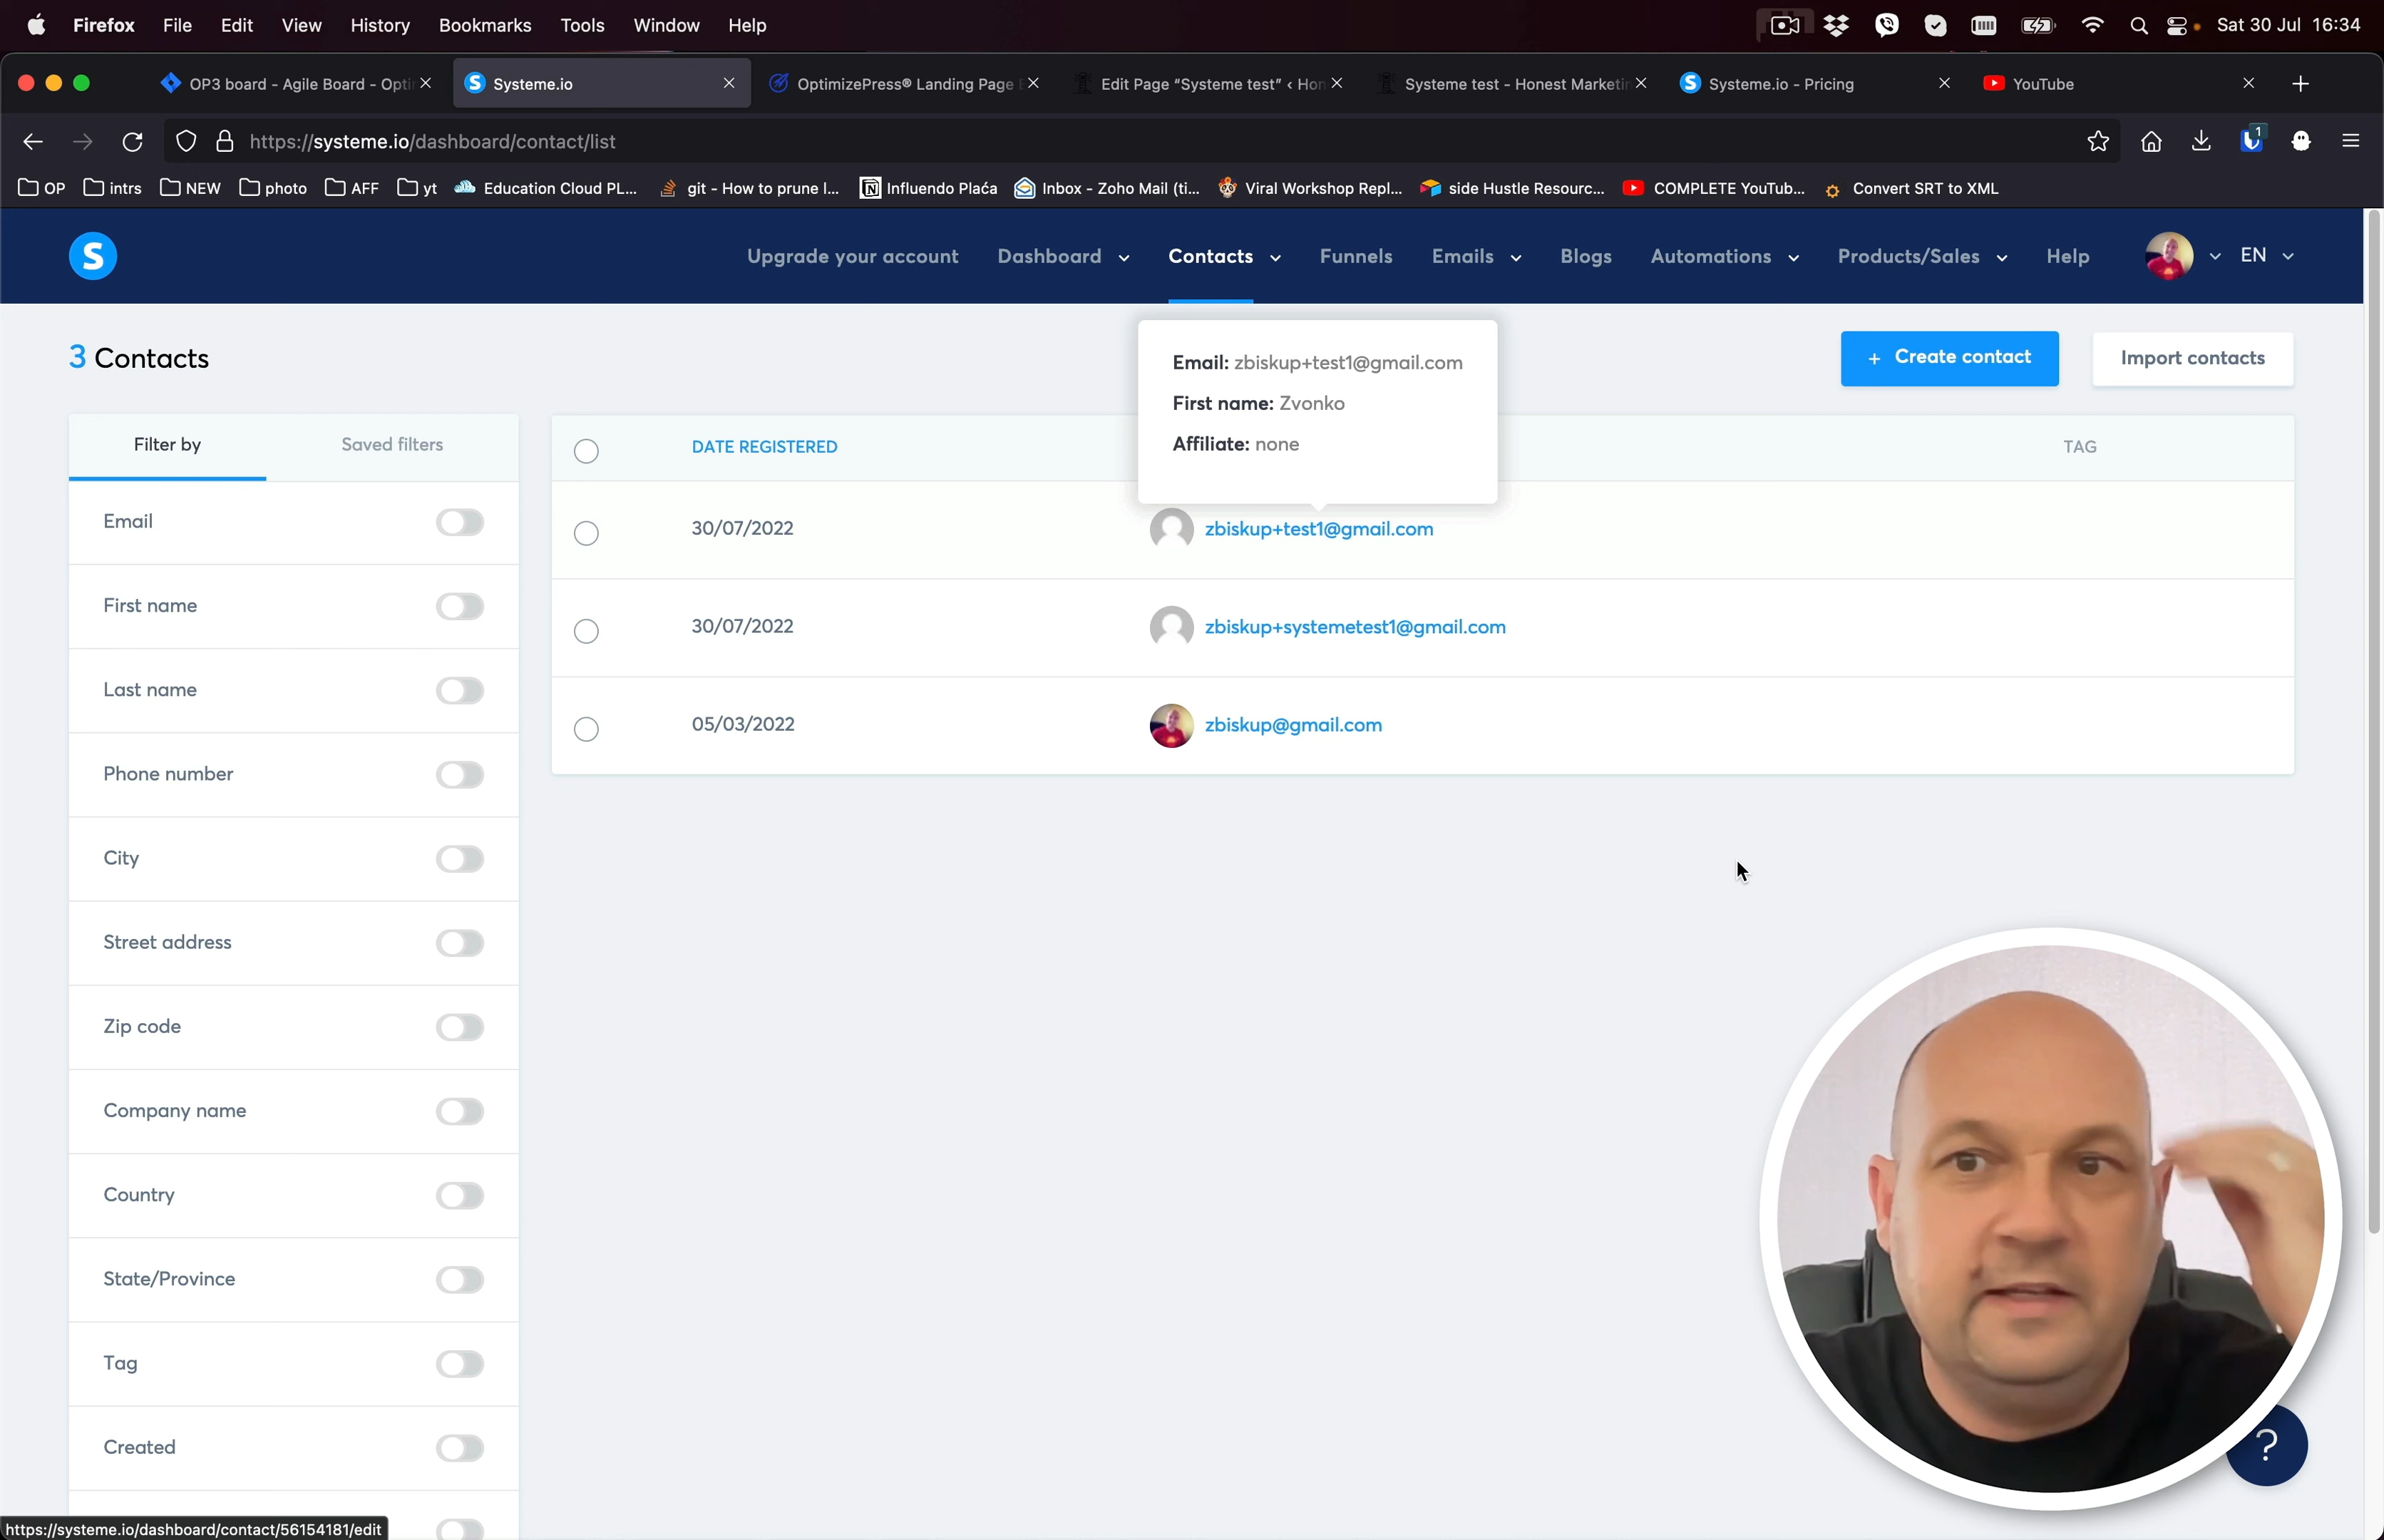 Firefox File Edit View History Bookmarks Tools Window Help Sat 30 Jul 16:34
OP3 board - Agile Board - Opti Systeme.io OptimizePress® Landing Page Edit Page “Systeme test” ‹ Hon Systeme test - Honest Marketin Systeme.io - Pricing YouTube
https://systeme.io/dashboard/contact/list 1
OP intrs NEW photo AFF yt Education Cloud PL... git - How to prune l... Influendo Plaća Inbox - Zoho Mail (ti... Viral Workshop Repl... side Hustle Resourc... COMPLETE YouTub... Convert SRT to XML
S Upgrade your account Dashboard Contacts Funnels Emails Blogs Automations Products/Sales Help EN
3 Contacts
+ Create contact
Import contacts
Email: zbiskup+test1@gmail.com
First name: Zvonko
Affiliate: none
Filter by Saved filters
DATE REGISTERED TAG
30/07/2022 zbiskup+test1@gmail.com
30/07/2022 zbiskup+systemetest1@gmail.com
05/03/2022 zbiskup@gmail.com
Email
First name
Last name
Phone number
City
Street address
Zip code
Company name
Country
State/Province
Tag
Created
?
https://systeme.io/dashboard/contact/56154181/edit